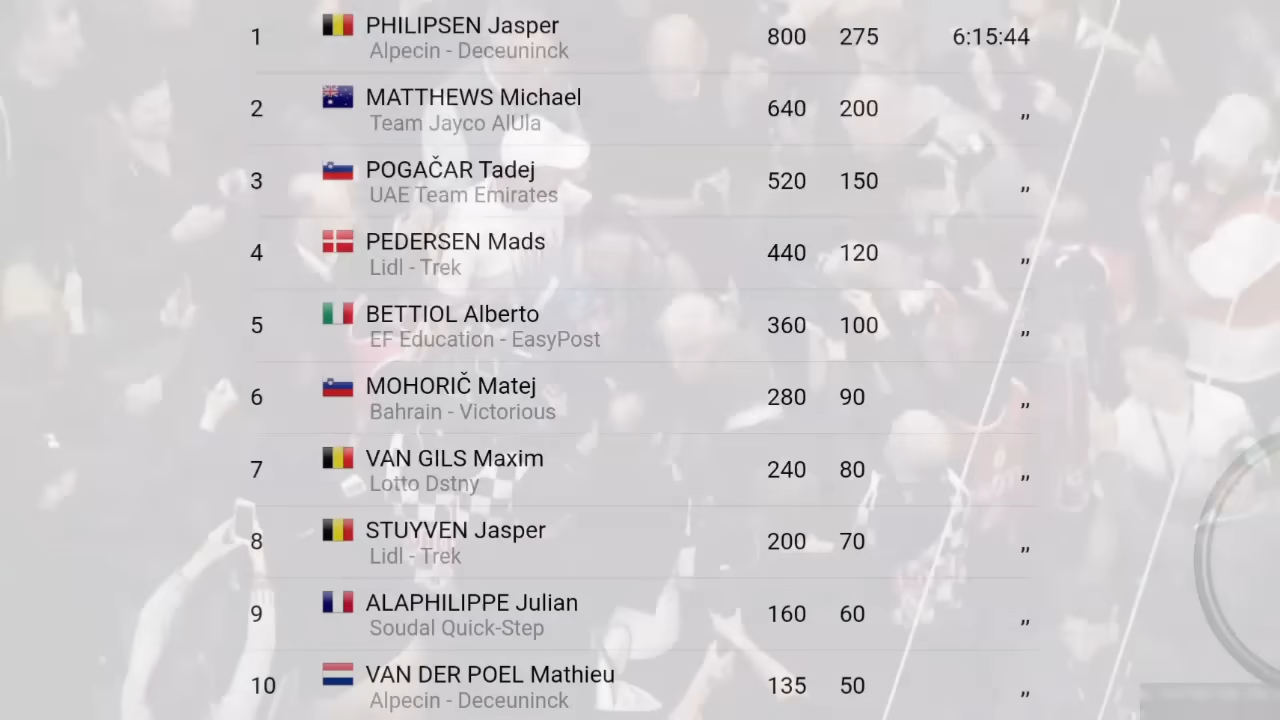 1 PHILIPSEN Jasper 800 275 6:15:44
Alpecin - Deceuninck
2 MATTHEWS Michael 640 200 ,,
Team Jayco AlUla
3 POGAČAR Tadej 520 150 ,,
UAE Team Emirates
4 PEDERSEN Mads 440 120 ,,
Lidl - Trek
5 BETTIOL Alberto 360 100 ,,
EF Education - EasyPost
6 MOHORIČ Matej 280 90 ,,
Bahrain - Victorious
7 VAN GILS Maxim 240 80 ,,
Lotto Dstny
8 STUYVEN Jasper 200 70 ,,
Lidl - Trek
9 ALAPHILIPPE Julian 160 60 ,,
Soudal Quick-Step
10 VAN DER POEL Mathieu 135 50 ,,
Alpecin - Deceuninck